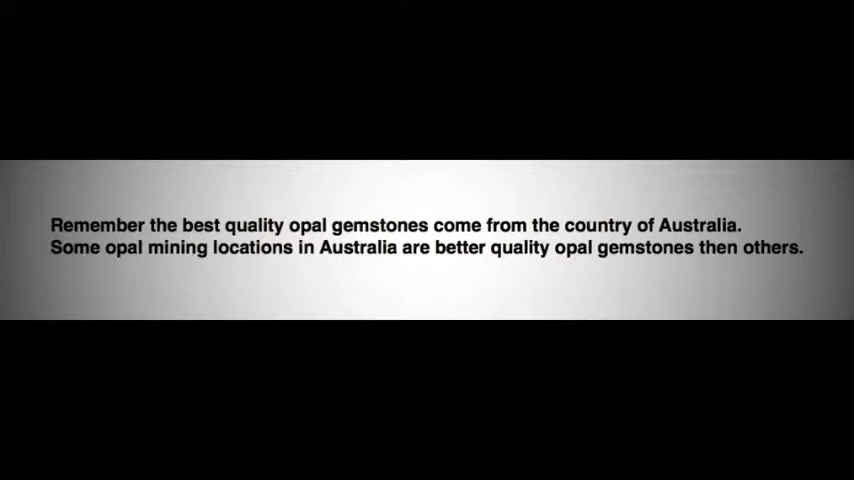 Remember the best quality opal gemstones come from the country of Australia.
Some opal mining locations in Australia are better quality opal gemstones then others.